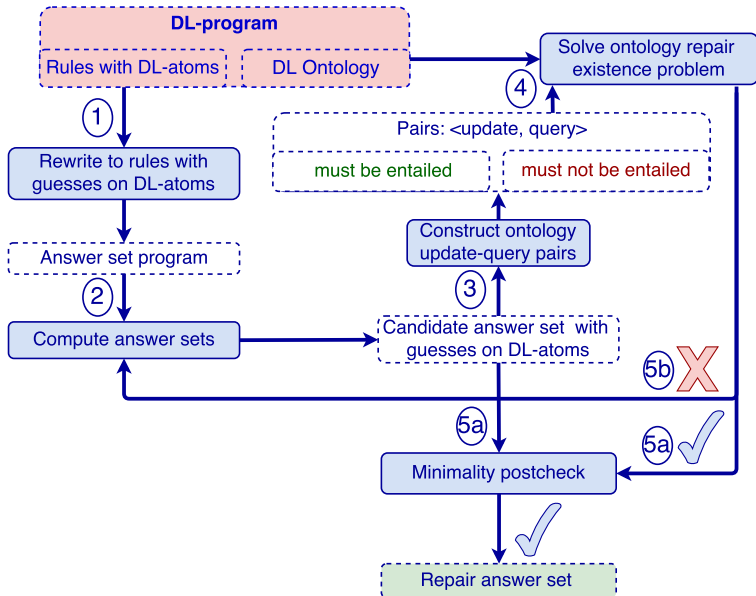 DL-program
Rules with DL-atoms
DL Ontology
Solve ontology repair
existence problem
1
4
Pairs: <update, query>
must be entailed
must not be entailed
Rewrite to rules with
guesses on DL-atoms
Construct ontology
update-query pairs
Answer set program
2
3
Compute answer sets
Candidate answer set with
guesses on DL-atoms
5b
5a
5a
Minimality postcheck
Repair answer set